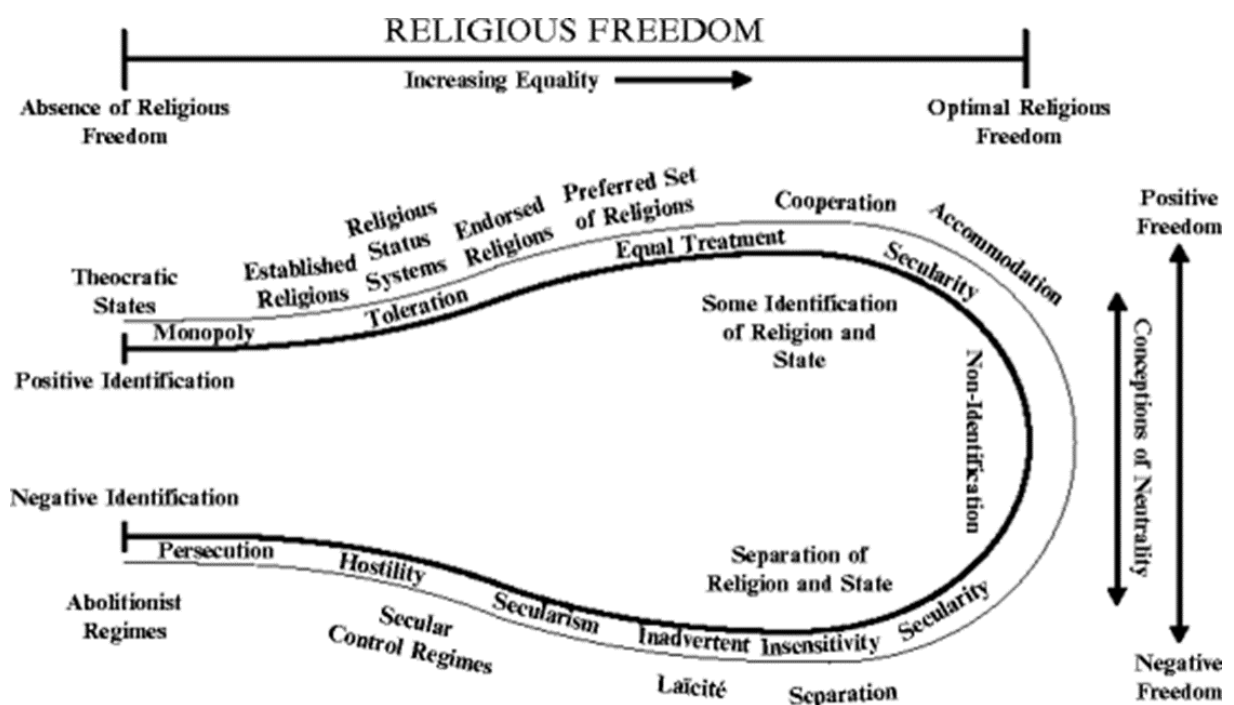 RELIGIOUS FREEDOM
Increasing Equality
Absence of Religious
Freedom
Optimal Religious
Freedom
Theocratic
States
Established
Religions
Religious
Status
Systems
Endorsed
Religions
Preferred Set
of Religions
Cooperation
Accommodation
Positive
Freedom
Monopoly
Toleration
Equal Treatment
Secularity
Positive Identification
Some Identification
of Religion and
State
Non-Identification
Conceptions of Neutrality
Negative Identification
Separation of
Religion and State
Persecution
Hostility
Secularism
Inadvertent Insensitivity
Secularity
Abolitionist
Regimes
Secular
Control Regimes
Laïcité
Separation
Negative
Freedom